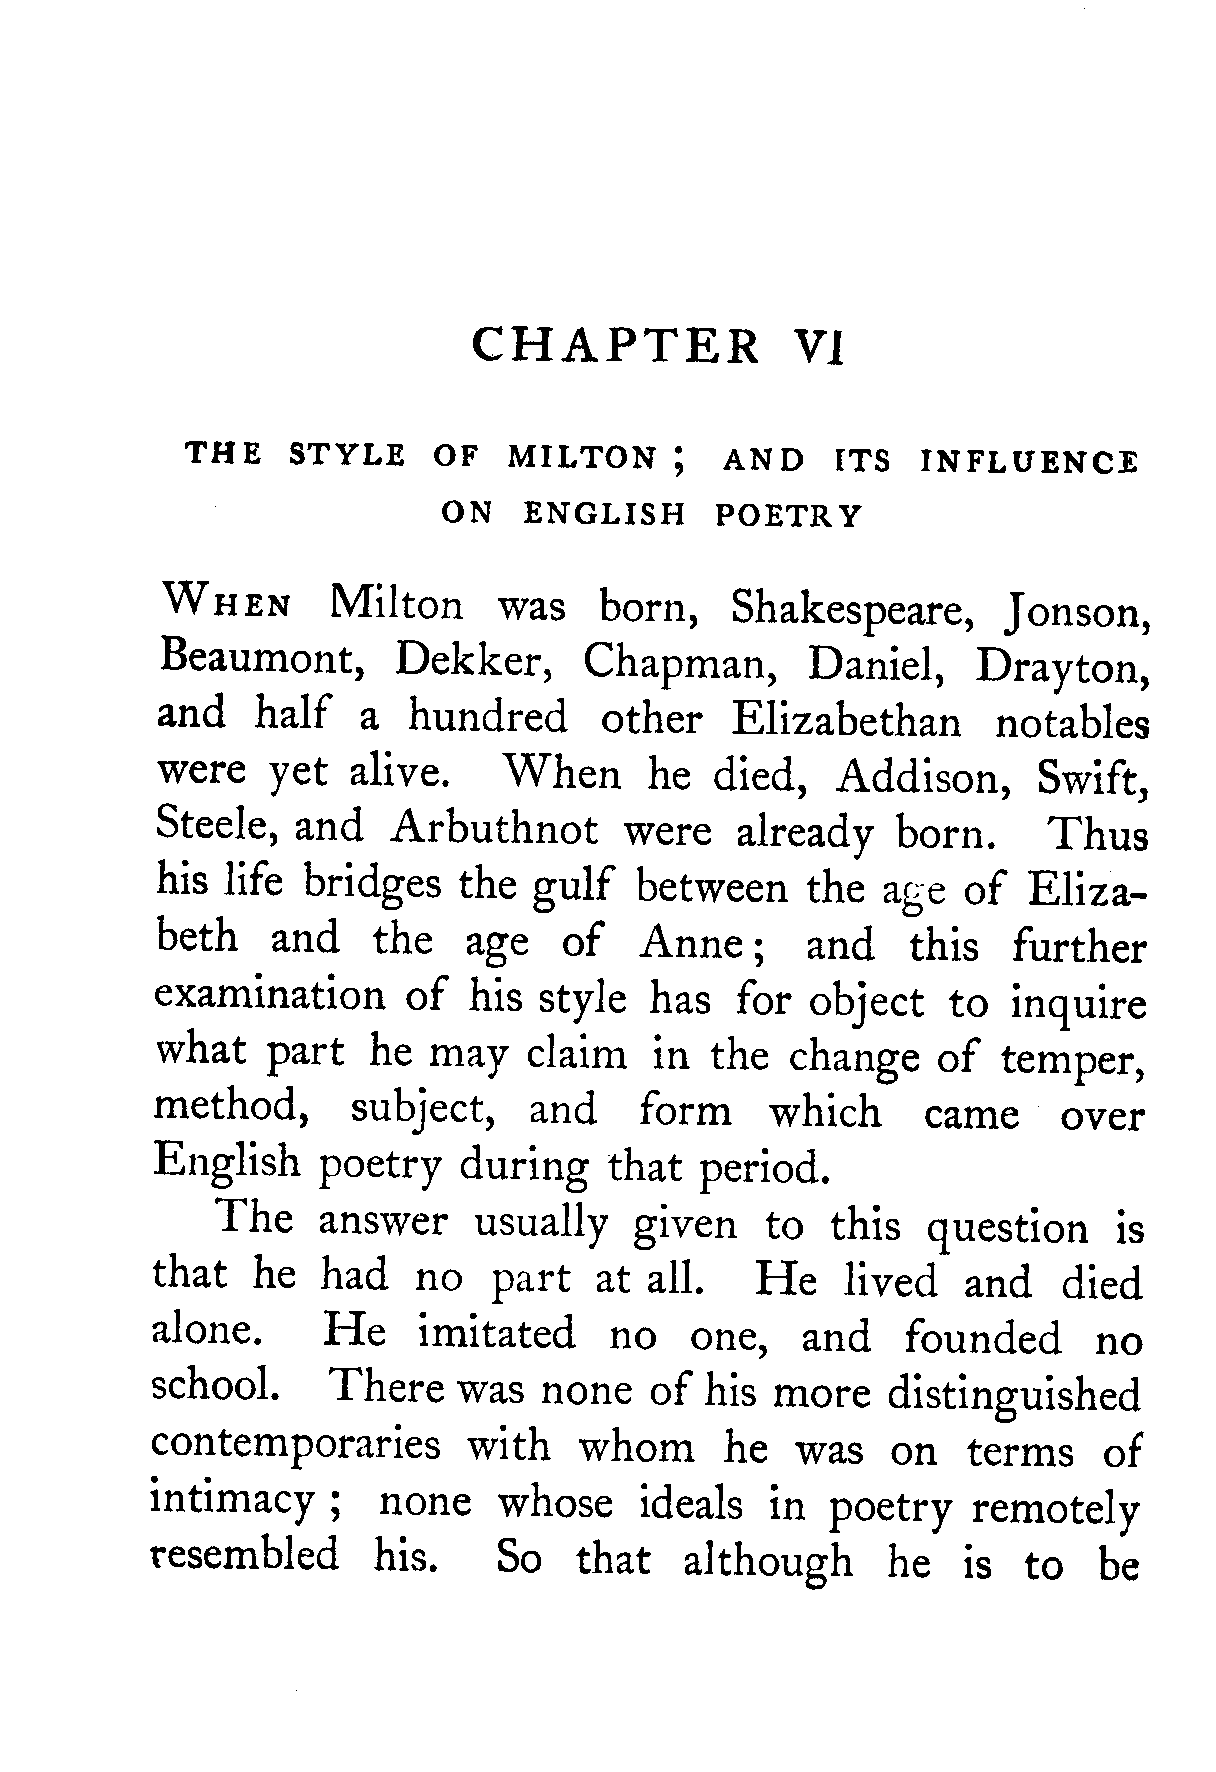 CHAPTER VI
THE STYLE OF MILTON ; AND ITS INFLUENCE
ON ENGLISH POETRY
WHEN Milton was born, Shakespeare, Jonson,
Beaumont, Dekker, Chapman, Daniel, Drayton,
and half a hundred other Elizabethan notables
were yet alive. When he died, Addison, Swift,
Steele, and Arbuthnot were already born. Thus
his life bridges the gulf between the age of Eliza-
beth and the age of Anne ; and this further
examination of his style has for object to inquire
what part he may claim in the change of temper,
method, subject, and form which came over
English poetry during that period.
The answer usually given to this question is
that he had no part at all. He lived and died
alone. He imitated no one, and founded no
school. There was none of his more distinguished
contemporaries with whom he was on terms of
intimacy ; none whose ideals in poetry remotely
resembled his. So that although he is to be